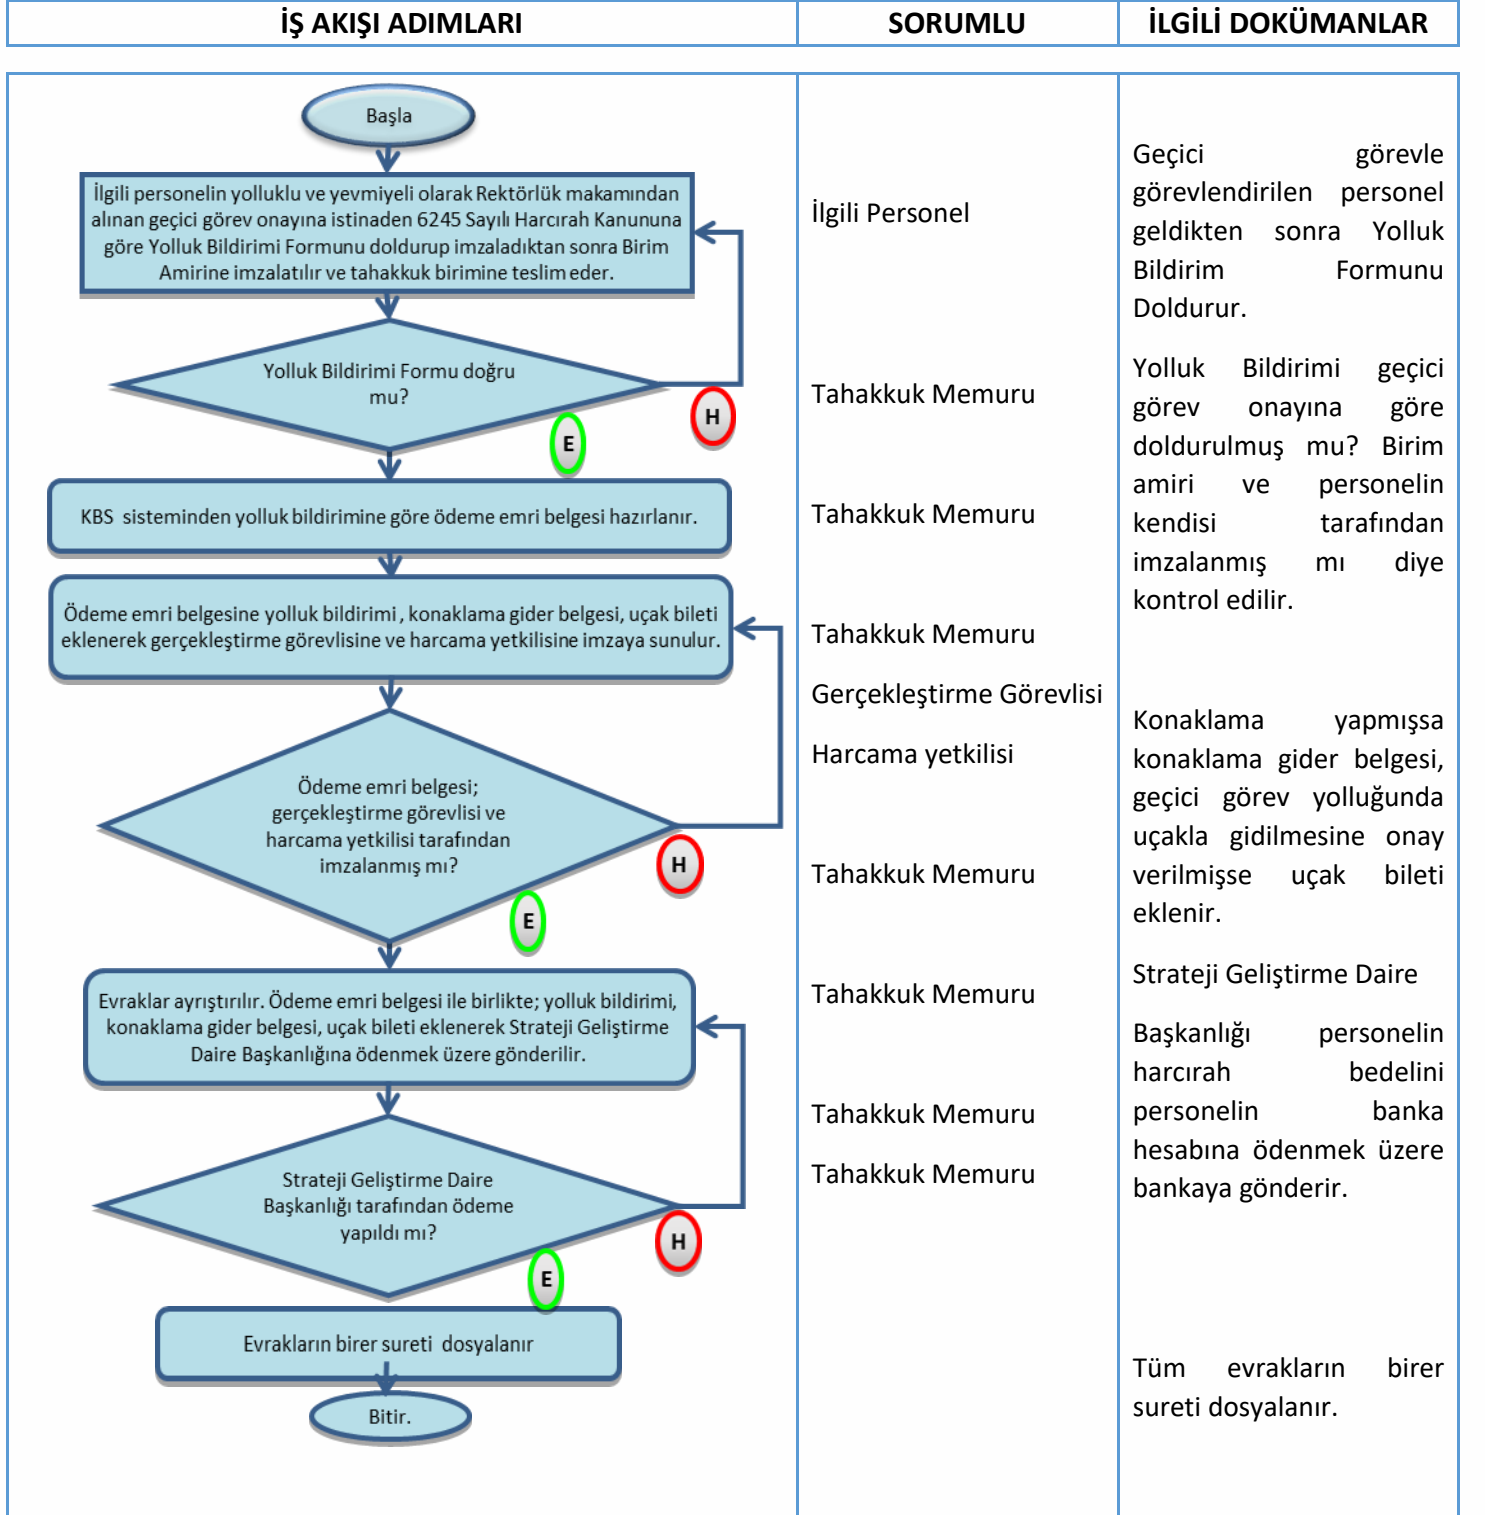 İŞ AKIŞI ADIMLARI
SORUMLU
İLGİLİ DOKÜMANLAR
Başla
İlgili personelin yolluklu ve yevmiyeli olarak Rektörlük makamından
alınan geçici görev onayına istinaden 6245 Sayılı Harcırah Kanununa
göre Yolluk Bildirimi Formunu doldurup imzaladıktan sonra Birim
Amirine imzalatılır ve tahakkuk birimine teslim eder.
Yolluk Bildirimi Formu doğru
mu?
H
E
KBS sisteminden yolluk bildirimine göre ödeme emri belgesi hazırlanır.
Ödeme emri belgesine yolluk bildirimi , konaklama gider belgesi, uçak bileti
eklenerek gerçekleştirme görevlisine ve harcama yetkilisine imzaya sunulur.
Ödeme emri belgesi;
gerçekleştirme görevlisi ve
harcama yetkilisi tarafından
imzalanmış mı?
H
E
Evraklar ayrıştırılır. Ödeme emri belgesi ile birlikte; yolluk bildirimi,
konaklama gider belgesi, uçak bileti eklenerek Strateji Geliştirme
Daire Başkanlığına ödenmek üzere gönderilir.
Strateji Geliştirme Daire
Başkanlığı tarafından ödeme
yapıldı mı?
H
E
Evrakların birer sureti dosyalanır
Bitir.
İlgili Personel
Tahakkuk Memuru
Tahakkuk Memuru
Tahakkuk Memuru
Gerçekleştirme Görevlisi
Harcama yetkilisi
Tahakkuk Memuru
Tahakkuk Memuru
Tahakkuk Memuru
Tahakkuk Memuru
Geçici görevle
görevlendirilen personel
geldikten sonra Yolluk
Bildirim Formunu
Doldurur.
Yolluk Bildirimi geçici
görev onayına göre
doldurulmuş mu? Birim
amiri ve personelin
kendisi tarafından
imzalanmış mı diye
kontrol edilir.
Konaklama yapmışsa
konaklama gider belgesi,
geçici görev yolluğunda
uçakla gidilmesine onay
verilmişse uçak bileti
eklenir.
Strateji Geliştirme Daire
Başkanlığı personelin
harcırah bedelini
personelin banka
hesabına ödenmek üzere
bankaya gönderir.
Tüm evrakların birer
sureti dosyalanır.